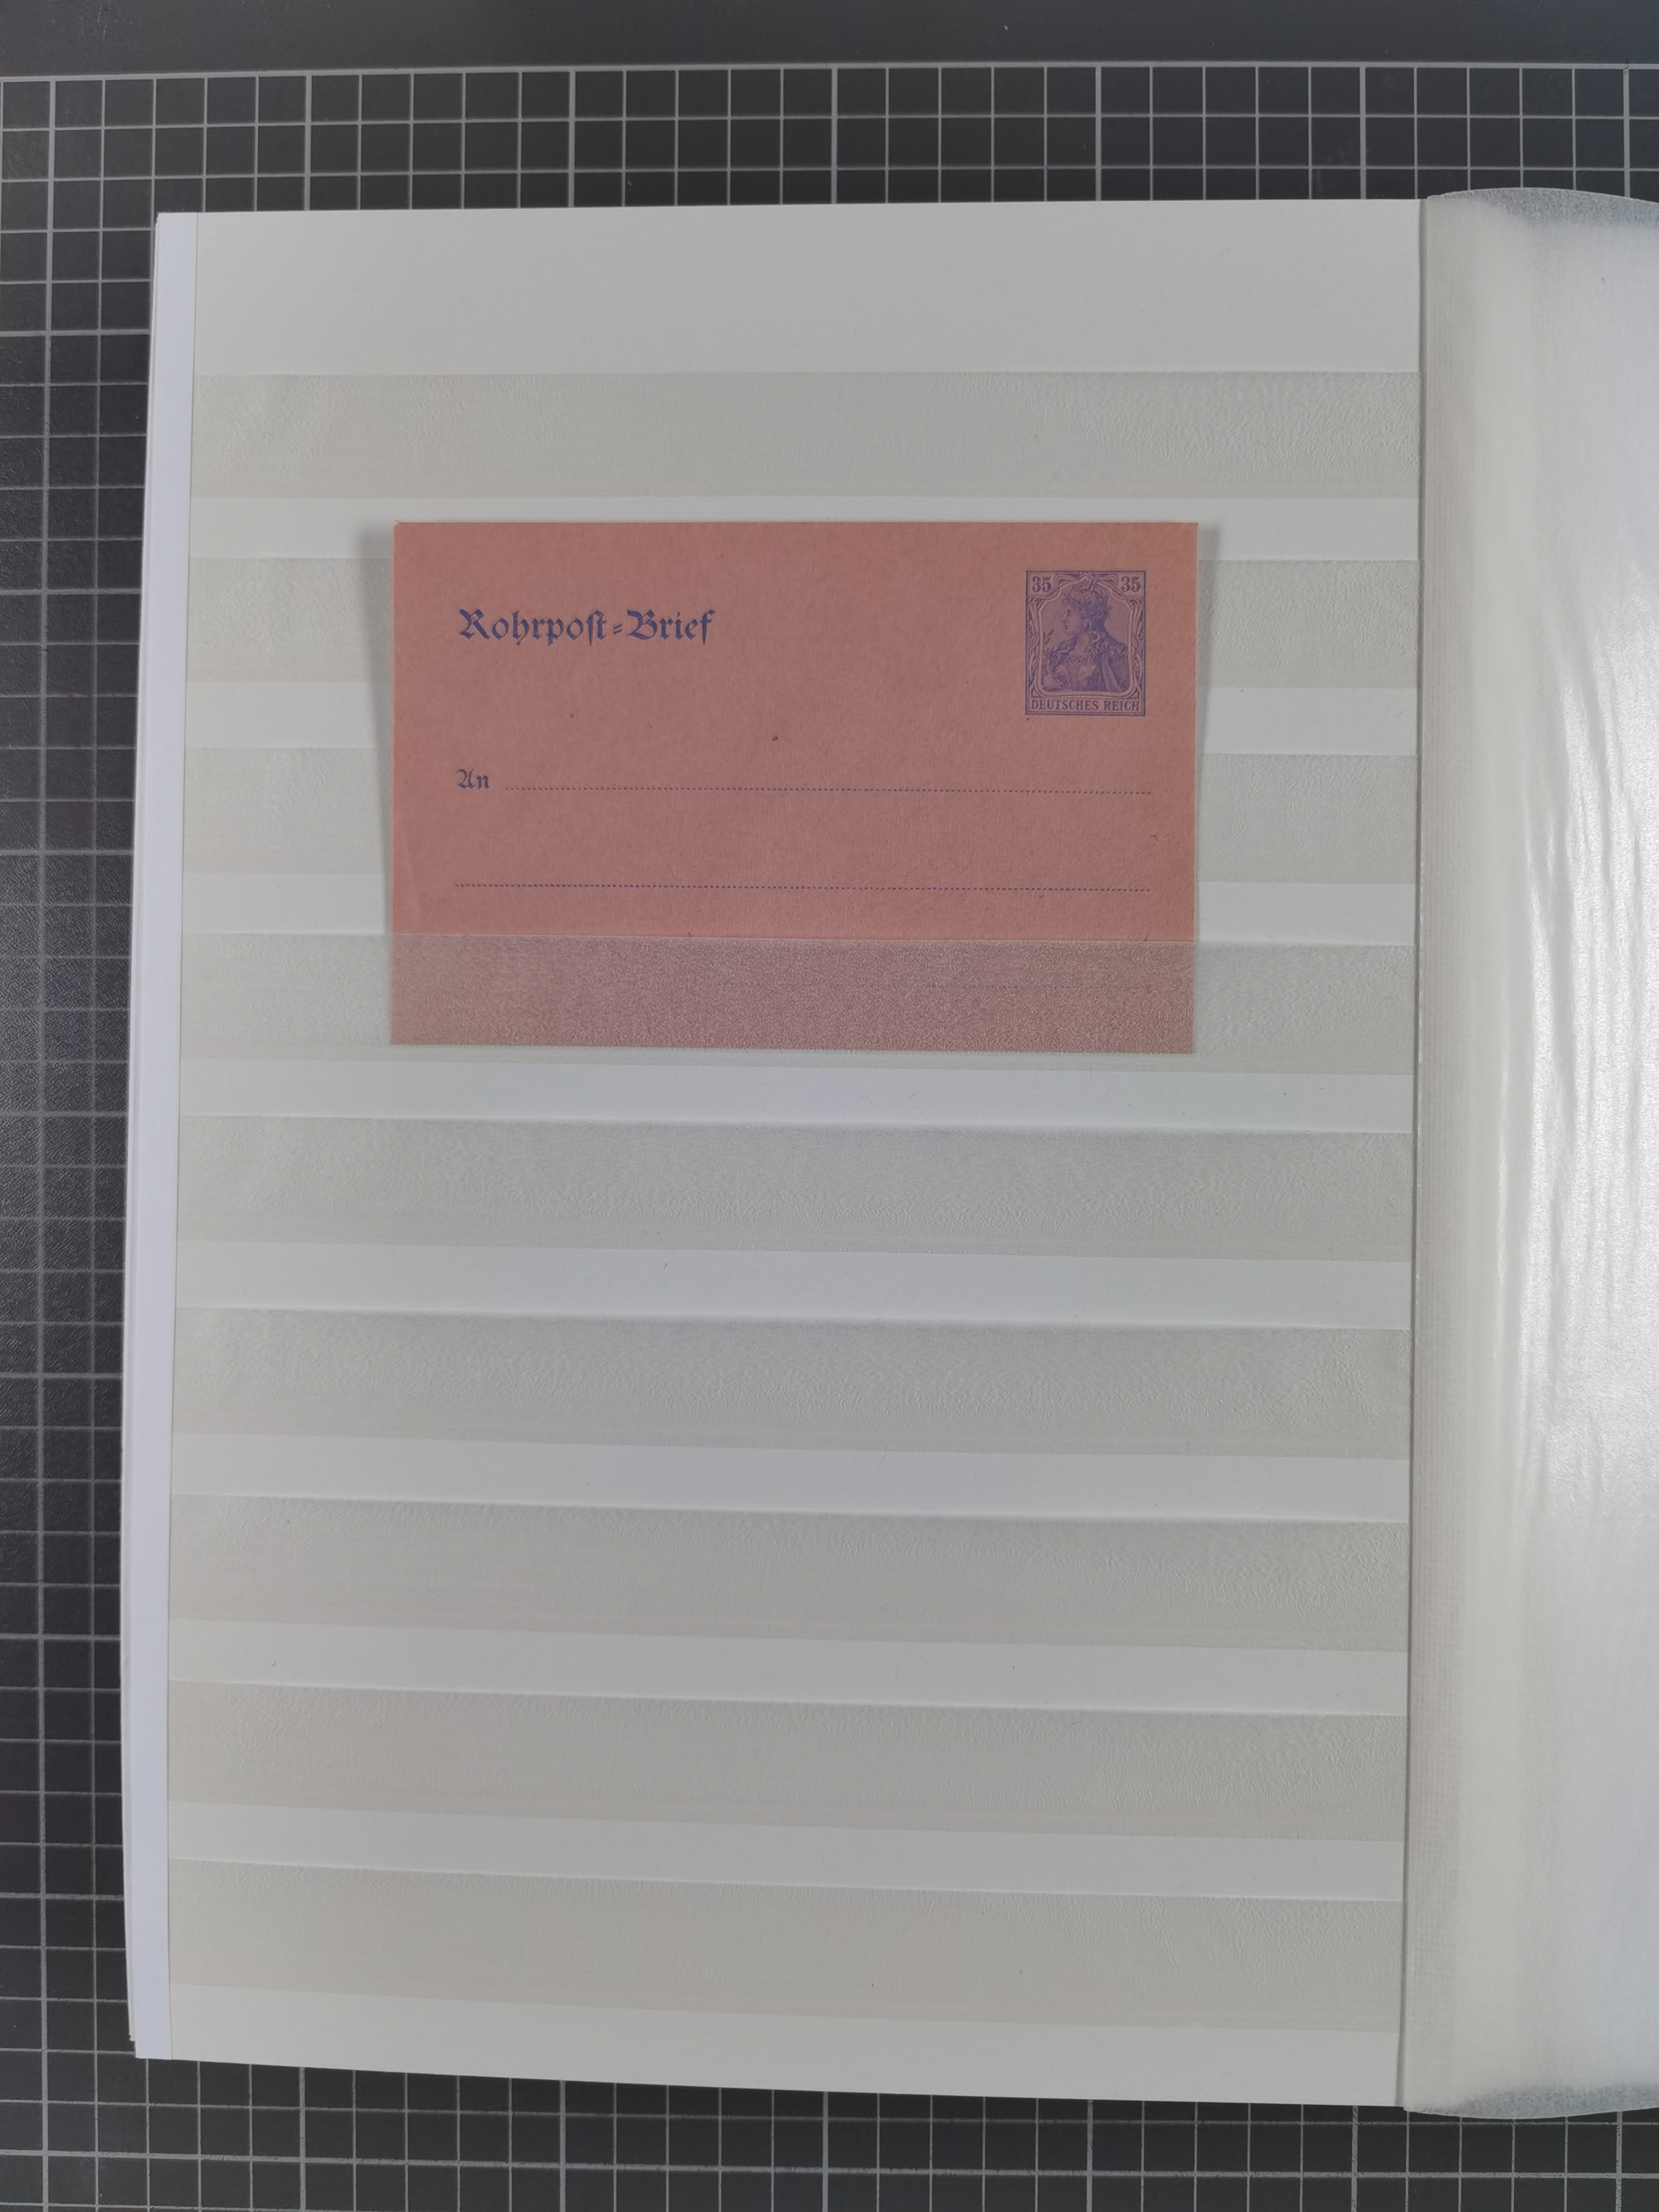 Rohrpoſt-Brief
35 35
DEUTSCHES REICH
An